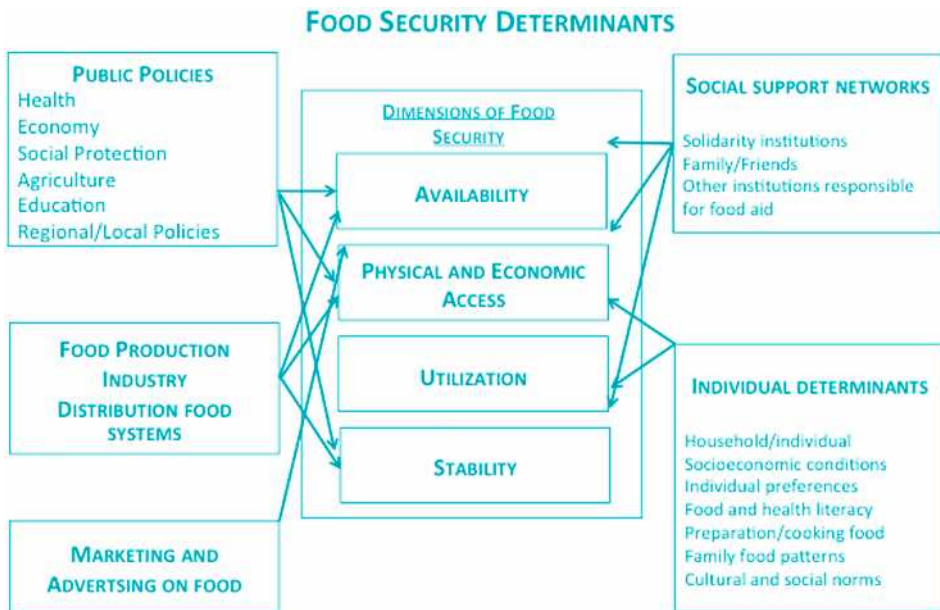 FOOD SECURITY DETERMINANTS
PUBLIC POLICIES
Health
Economy
Social Protection
Agriculture
Education
Regional/Local Policies
FOOD PRODUCTION
INDUSTRY
DISTRIBUTION FOOD
SYSTEMS
MARKETING AND
ADVERTSING ON FOOD
DIMENSIONS OF FOOD
SECURITY
AVAILABILITY
PHYSICAL AND ECONOMIC
ACCESS
UTILIZATION
STABILITY
SOCIAL SUPPORT NETWORKS
Solidarity institutions
Family/Friends
Other institutions responsible
for food aid
INDIVIDUAL DETERMINANTS
Household/individual
Socioeconomic conditions
Individual preferences
Food and health literacy
Preparation/cooking food
Family food patterns
Cultural and social norms